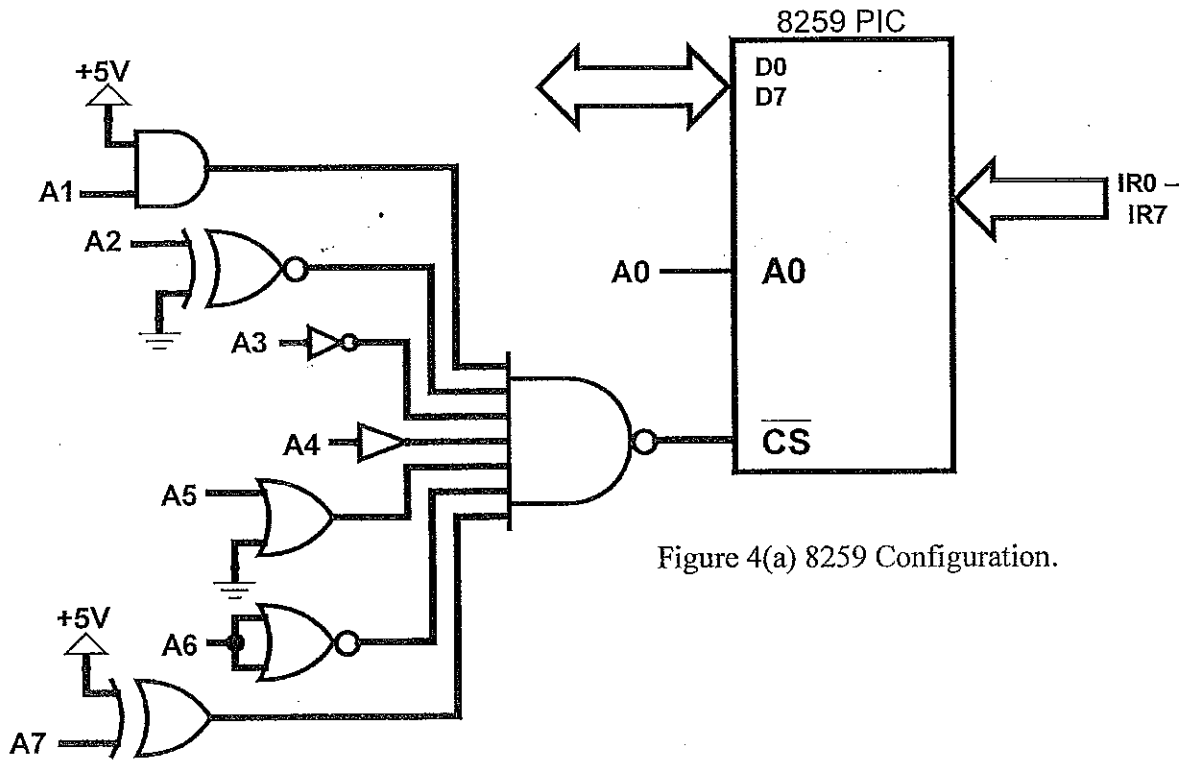 8259 PIC
+5V
D0
D7
A1
IR0 –
IR7
A2
A0
A0
A3
A4
CS
A5
Figure 4(a) 8259 Configuration.
+5V
A6
A7